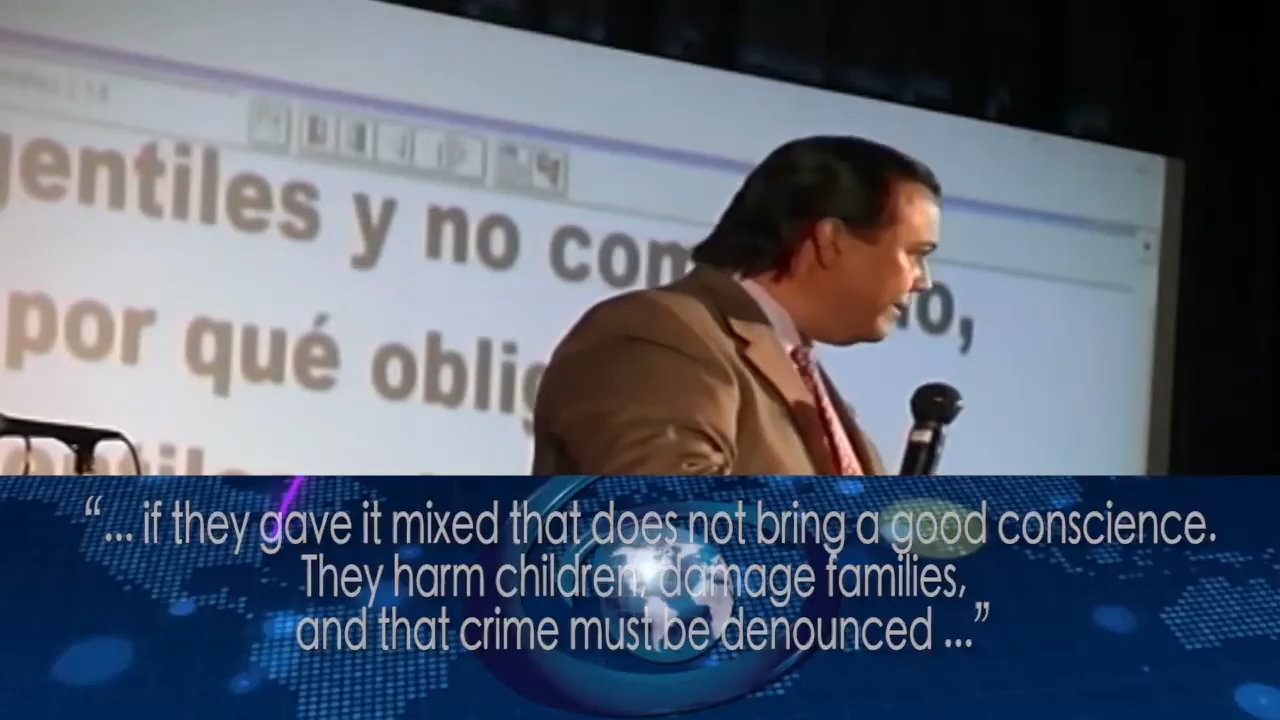 gentiles y no com
por qué oblig
“... if they gave it mixed that does not bring a good conscience.
They harm children, damage families,
and that crime must be denounced ...”